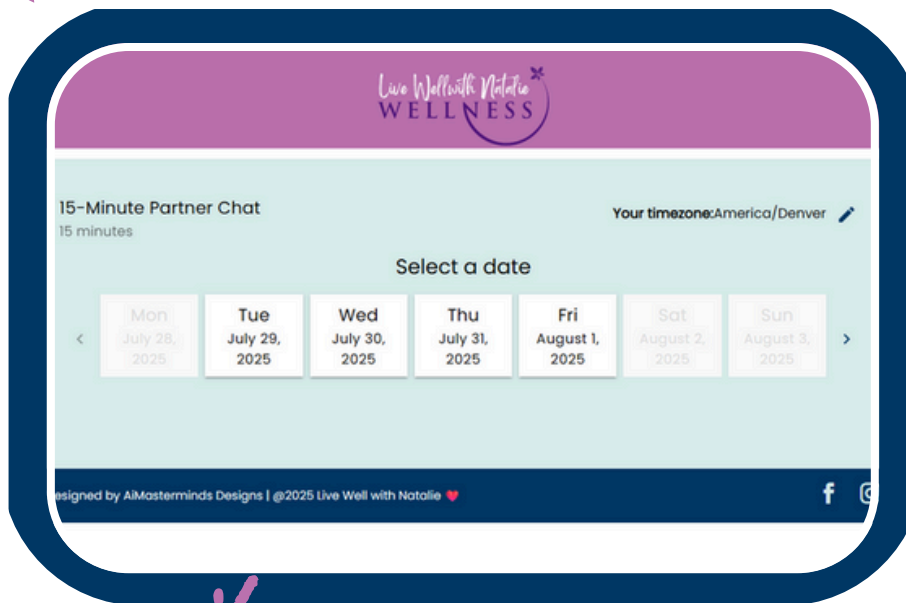 Live Wellwith Natalie
WELLNESS
15-Minute Partner Chat
15 minutes
Your timezone:America/Denver
Select a date
Mon
July 28,
2025
Tue
July 29,
2025
Wed
July 30,
2025
Thu
July 31,
2025
Fri
August 1,
2025
Sat
August 2,
2025
Sun
August 3,
2025
esigned by AiMasterminds Designs | @2025 Live Well with Natalie ❤